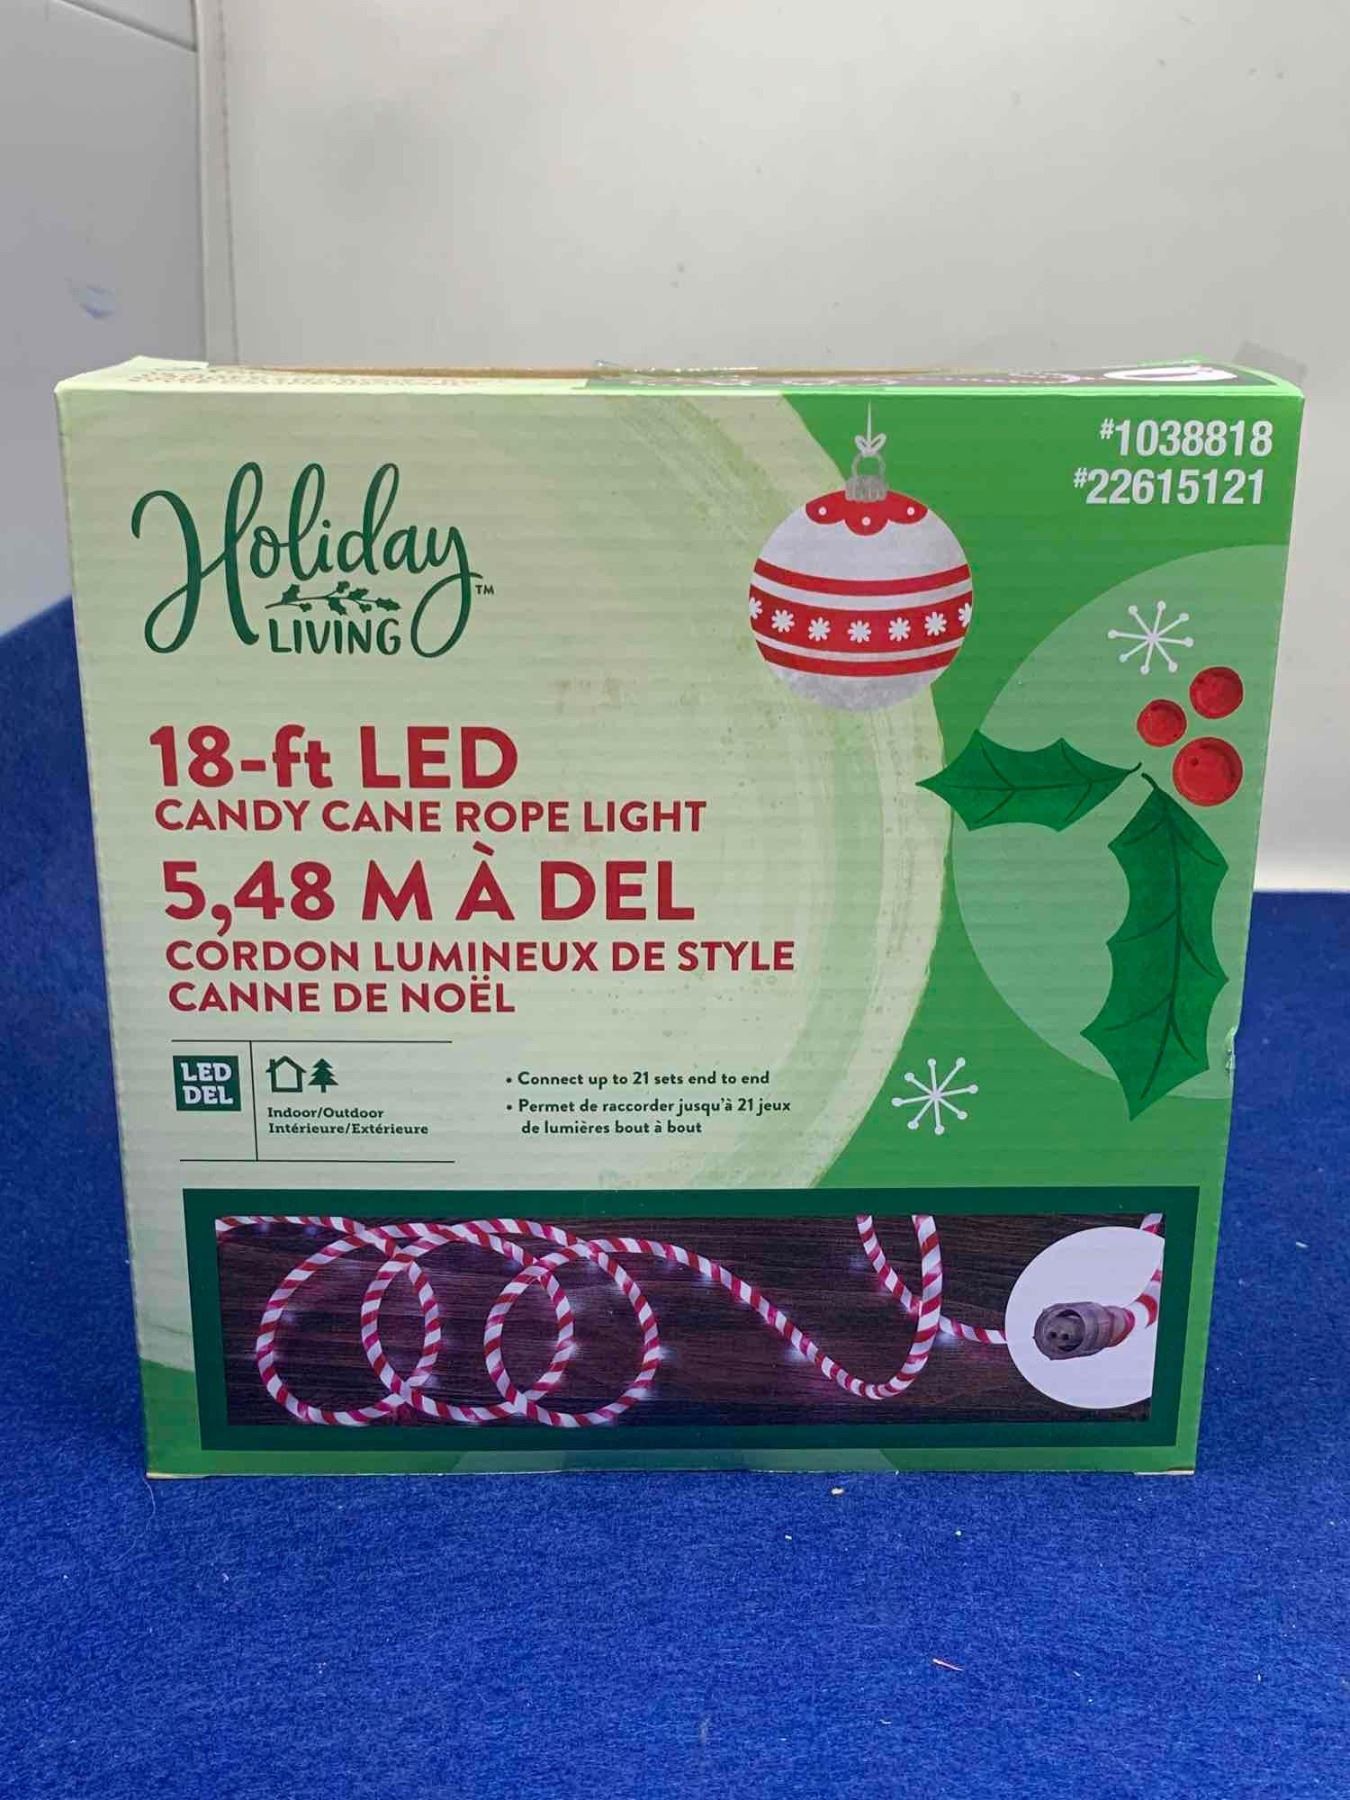 #1038818
#22615121
Holiday
LIVING™
18-ft LED
CANDY CANE ROPE LIGHT
5,48 M À DEL
CORDON LUMINEUX DE STYLE
CANNE DE NOËL
LED
DEL
Indoor/Outdoor
Intérieure/Extérieure
• Connect up to 21 sets end to end
• Permet de raccorder jusqu'à 21 jeux
de lumières bout à bout